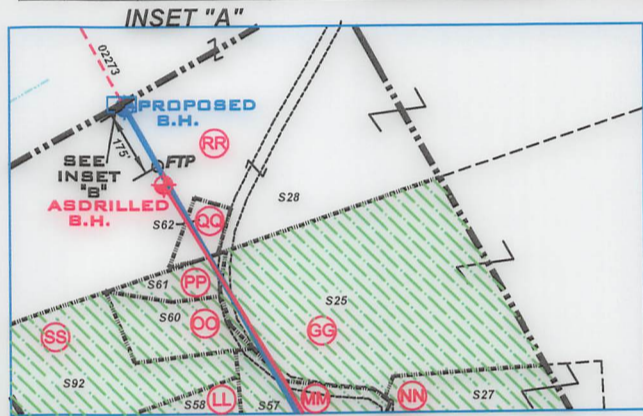 INSET "A"
02273
PROPOSED
B.H.
RR
SEE
INSET
"B"
175'
FTP
ASDRILLED
B.H.
S28
S62
QQ
S61
PP
S25
S60
OO
GG
SS
S92
S58
LL
S57
MM
NN
S27